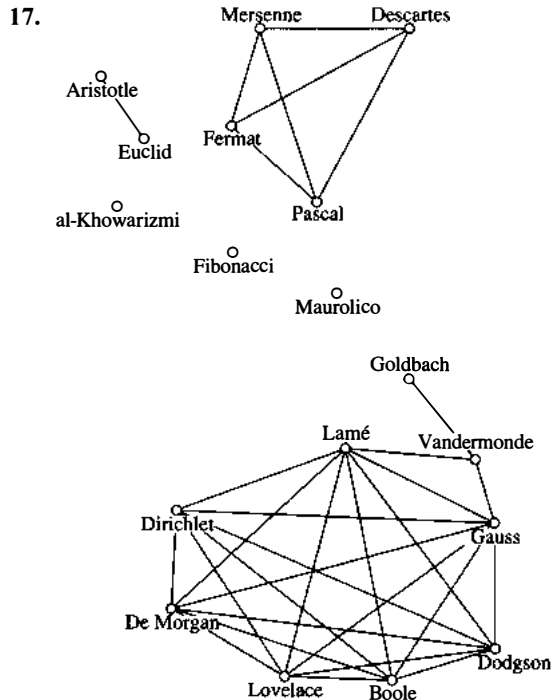 17.
Mersenne
Descartes
Aristotle
Euclid
Fermat
Pascal
al-Khowarizmi
Fibonacci
Maurolico
Goldbach
Lamé
Vandermonde
Dirichlet
Gauss
De Morgan
Dodgson
Lovelace
Boole